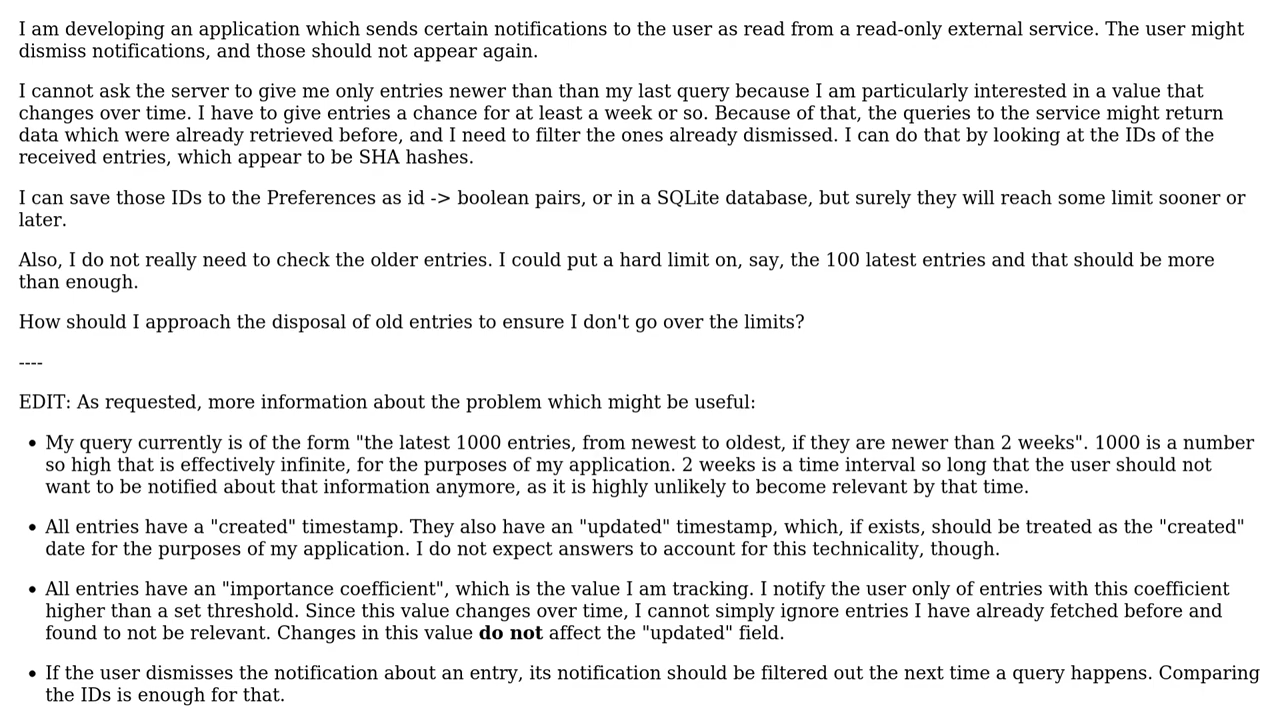 I am developing an application which sends certain notifications to the user as read from a read-only external service. The user might
dismiss notifications, and those should not appear again.
I cannot ask the server to give me only entries newer than than my last query because I am particularly interested in a value that
changes over time. I have to give entries a chance for at least a week or so. Because of that, the queries to the service might return
data which were already retrieved before, and I need to filter the ones already dismissed. I can do that by looking at the IDs of the
received entries, which appear to be SHA hashes.
I can save those IDs to the Preferences as id -> boolean pairs, or in a SQLite database, but surely they will reach some limit sooner or
later.
Also, I do not really need to check the older entries. I could put a hard limit on, say, the 100 latest entries and that should be more
than enough.
How should I approach the disposal of old entries to ensure I don't go over the limits?
----
EDIT: As requested, more information about the problem which might be useful:
• My query currently is of the form "the latest 1000 entries, from newest to oldest, if they are newer than 2 weeks". 1000 is a number
so high that is effectively infinite, for the purposes of my application. 2 weeks is a time interval so long that the user should not
want to be notified about that information anymore, as it is highly unlikely to become relevant by that time.
• All entries have a "created" timestamp. They also have an "updated" timestamp, which, if exists, should be treated as the "created"
date for the purposes of my application. I do not expect answers to account for this technicality, though.
• All entries have an "importance coefficient", which is the value I am tracking. I notify the user only of entries with this coefficient
higher than a set threshold. Since this value changes over time, I cannot simply ignore entries I have already fetched before and
found to not be relevant. Changes in this value do not affect the "updated" field.
• If the user dismisses the notification about an entry, its notification should be filtered out the next time a query happens. Comparing
the IDs is enough for that.